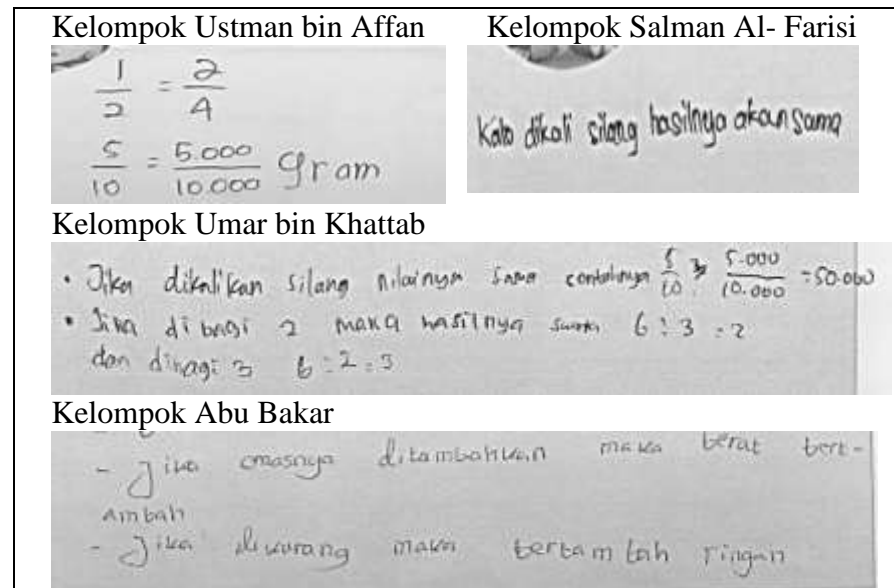 Kelompok Ustman bin Affan
1/2 = 2/4
5/10 = 5.000/10.000 gram
Kelompok Salman Al- Farisi
Kalo dikali silang hasilnya akan sama
Kelompok Umar bin Khattab
• Jika dikalikan silang nilainya sama contohnya 5/10 5.000/10.000 = 50.000
• Jika di bagi 2 maka hasilnya 6 : 3 = 2
dan dibagi 3 6 : 2 = 3
Kelompok Abu Bakar
- Jika emasnya ditambahkan maka berat bert-
ambah
- Jika dikurang maka bertambah ringan